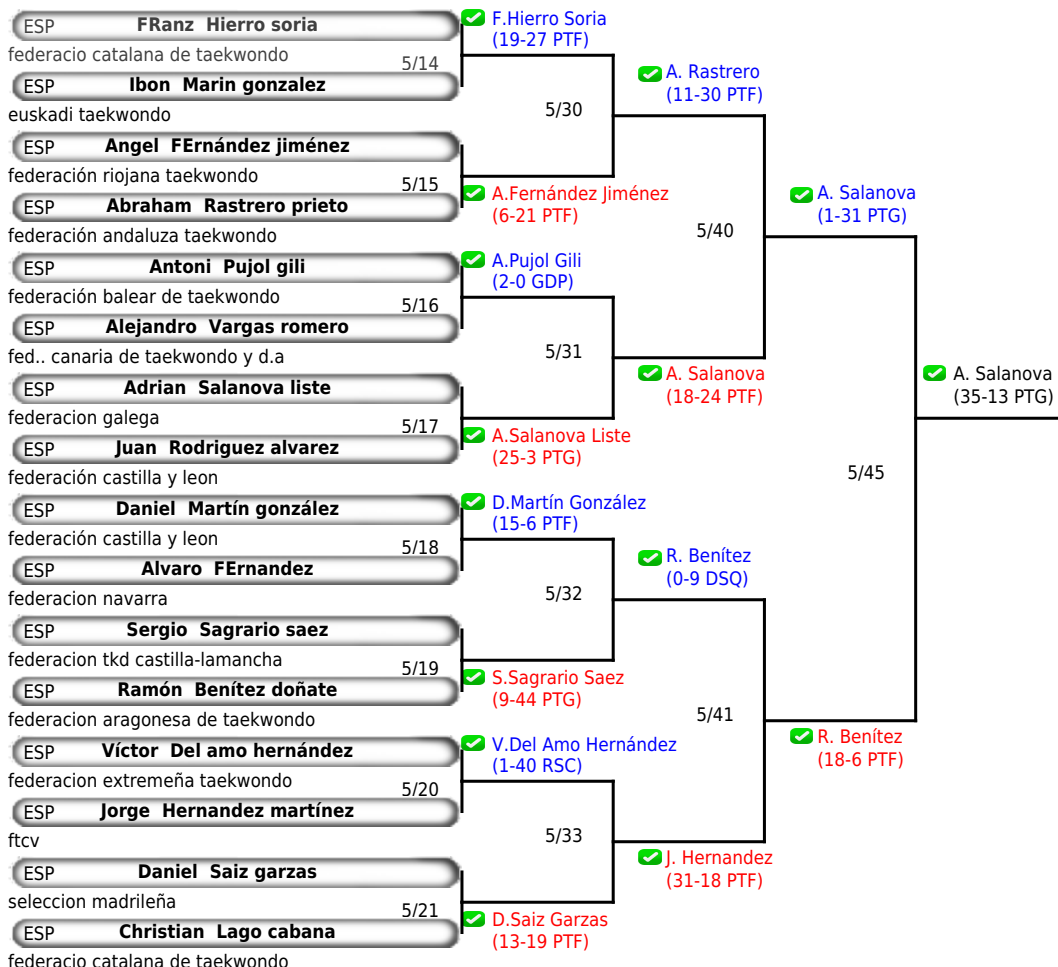 ESP FRanz Hierro soria
federacio catalana de taekwondo
5/14
ESP Ibon Marin gonzalez
euskadi taekwondo
ESP Angel FErnández jiménez
federación riojana taekwondo
5/15
ESP Abraham Rastrero prieto
federación andaluza taekwondo
ESP Antoni Pujol gili
federación balear de taekwondo
5/16
ESP Alejandro Vargas romero
fed.. canaria de taekwondo y d.a
ESP Adrian Salanova liste
federacion galega
5/17
ESP Juan Rodriguez alvarez
federación castilla y leon
ESP Daniel Martín gonzález
federación castilla y leon
5/18
ESP Alvaro FErnandez
federacion navarra
ESP Sergio Sagrario saez
federacion tkd castilla-lamancha
5/19
ESP Ramón Benítez doñate
federacion aragonesa de taekwondo
ESP Víctor Del amo hernández
federacion extremeña taekwondo
5/20
ESP Jorge Hernandez martínez
ftcv
ESP Daniel Saiz garzas
seleccion madrileña
5/21
ESP Christian Lago cabana
federacio catalana de taekwondo
F.Hierro Soria
(19-27 PTF)
5/30
A.Fernández Jiménez
(6-21 PTF)
A.Pujol Gili
(2-0 GDP)
5/31
A.Salanova Liste
(25-3 PTG)
D.Martín González
(15-6 PTF)
5/32
S.Sagrario Saez
(9-44 PTG)
V.Del Amo Hernández
(1-40 RSC)
5/33
D.Saiz Garzas
(13-19 PTF)
A. Rastrero
(11-30 PTF)
5/40
A. Salanova
(18-24 PTF)
R. Benítez
(0-9 DSQ)
5/41
J. Hernandez
(31-18 PTF)
A. Salanova
(1-31 PTG)
5/45
R. Benítez
(18-6 PTF)
A. Salanova
(35-13 PTG)